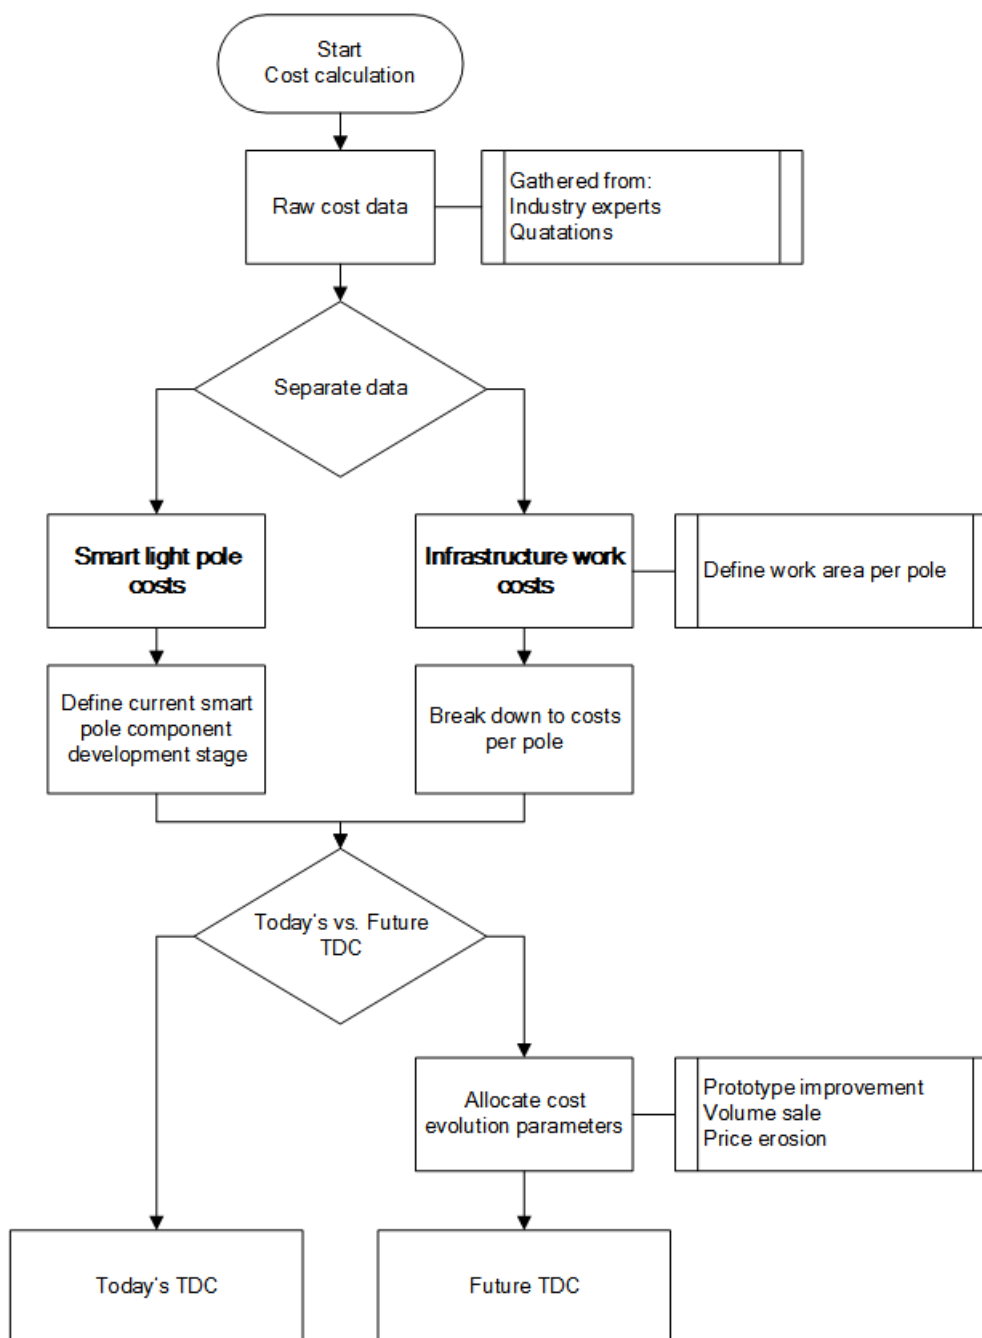 Start
Cost calculation
Raw cost data
Gathered from:
Industry experts
Quatations
Separate data
Smart light pole
costs
Infrastructure work
costs
Define work area per pole
Define current smart
pole component
development stage
Break down to costs
per pole
Today's vs. Future
TDC
Allocate cost
evolution parameters
Prototype improvement
Volume sale
Price erosion
Today's TDC
Future TDC